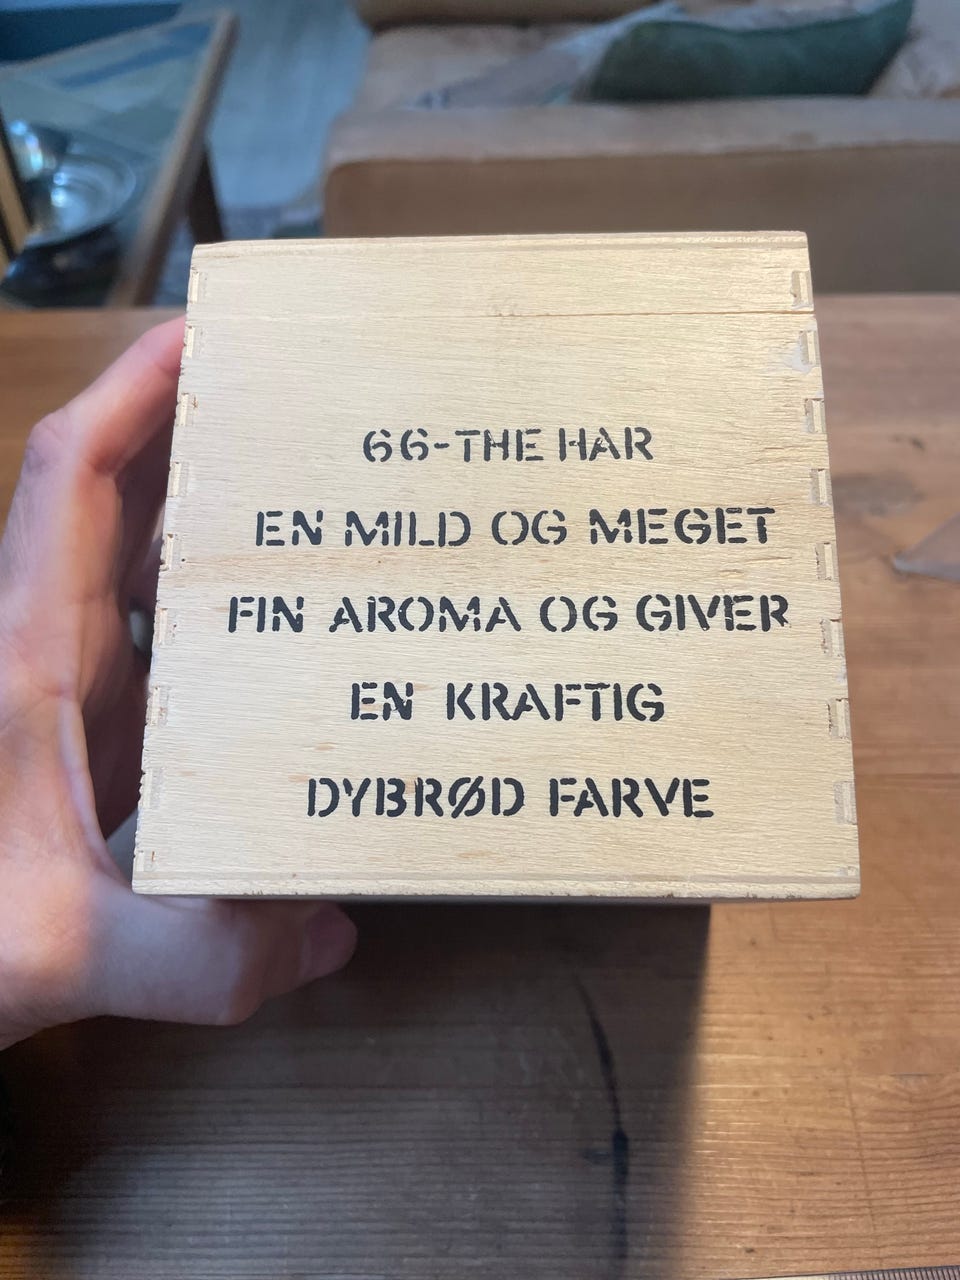 66-THE HAR
EN MILD OG MEGET
FIN AROMA OG GIVER
EN KRAFTIG
DYBRØD FARVE